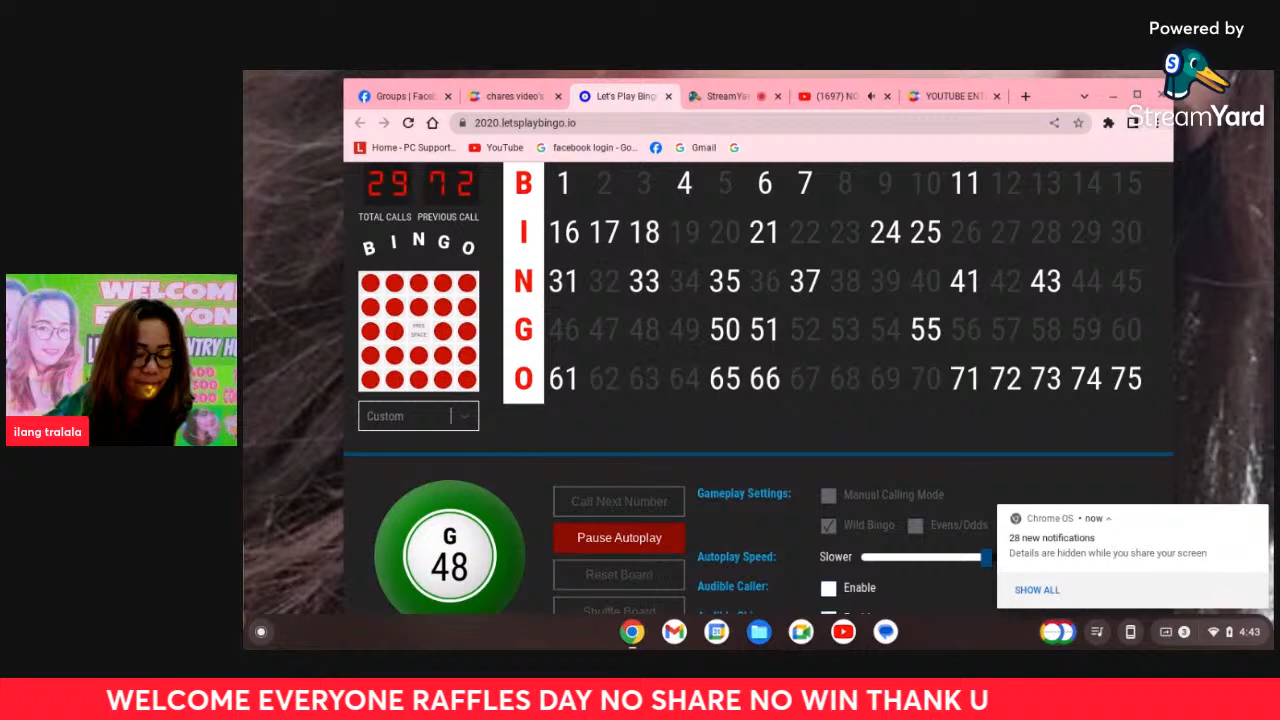 Powered by
StreamYard
Groups | Faceb
chares video's
Let's Play Bing
StreamYa
(1697) NO
YOUTUBE ENT
2020.letsplaybingo.io
Home - PC Support...
YouTube
facebook login - Go...
Gmail
29 72
TOTAL CALLS PREVIOUS CALL
B I N G O
FREE SPACE
Custom
B 1 2 3 4 5 6 7 8 9 10 11 12 13 14 15
I 16 17 18 19 20 21 22 23 24 25 26 27 28 29 30
N 31 32 33 34 35 36 37 38 39 40 41 42 43 44 45
G 46 47 48 49 50 51 52 53 54 55 56 57 58 59 60
O 61 62 63 64 65 66 67 68 69 70 71 72 73 74 75
WELCOME
EVERYONE
ilang tralala
G
48
Call Next Number
Pause Autoplay
Reset Board
Shuffle Board
Gameplay Settings:
Manual Calling Mode
Wild Bingo
Evens/Odds
Autoplay Speed:
Slower
Audible Caller:
Enable
Chrome OS • now
28 new notifications
Details are hidden while you share your screen
SHOW ALL
3
4:43
WELCOME EVERYONE RAFFLES DAY NO SHARE NO WIN THANK U